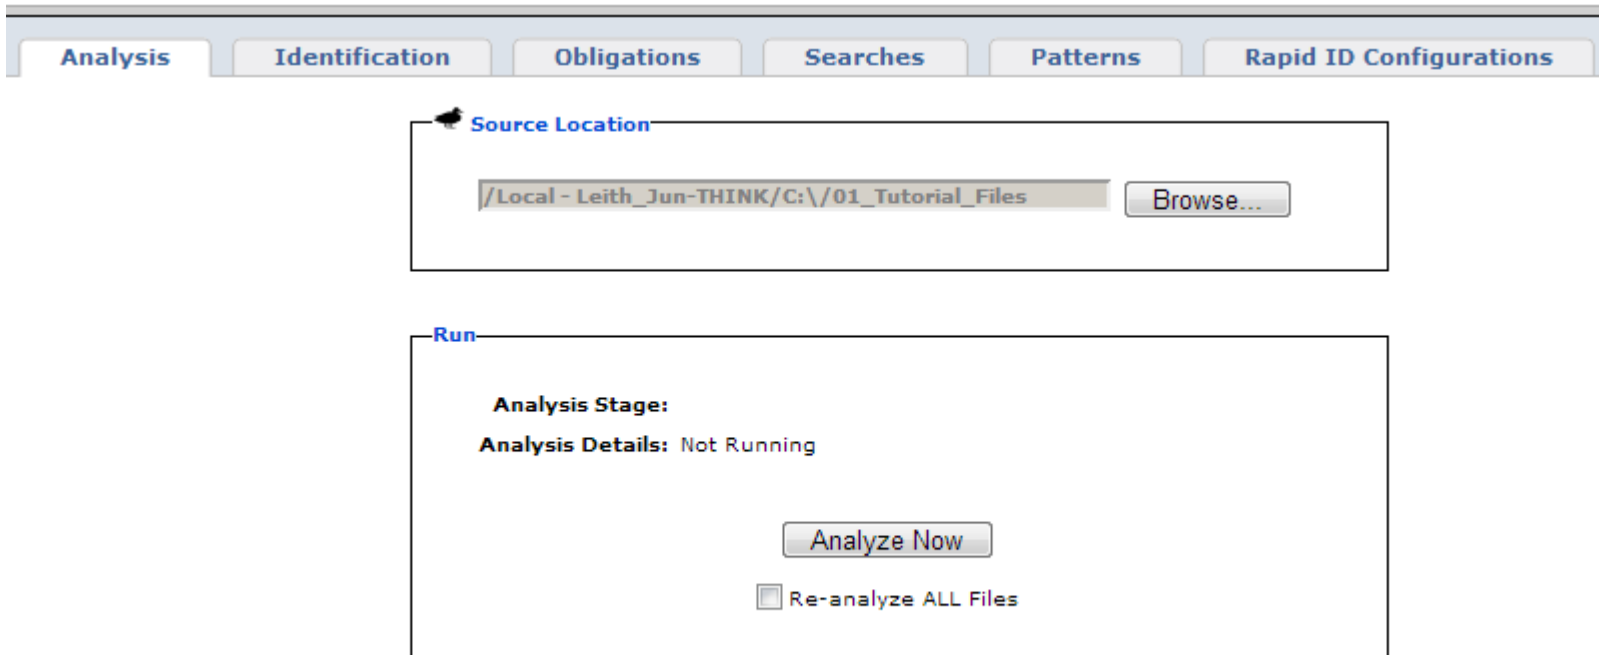 Analysis Identification Obligations Searches Patterns Rapid ID Configurations
Source Location
/Local - Leith_Jun-THINK/C:\/01_Tutorial_Files Browse...
Run
Analysis Stage:
Analysis Details: Not Running
Analyze Now
Re-analyze ALL Files